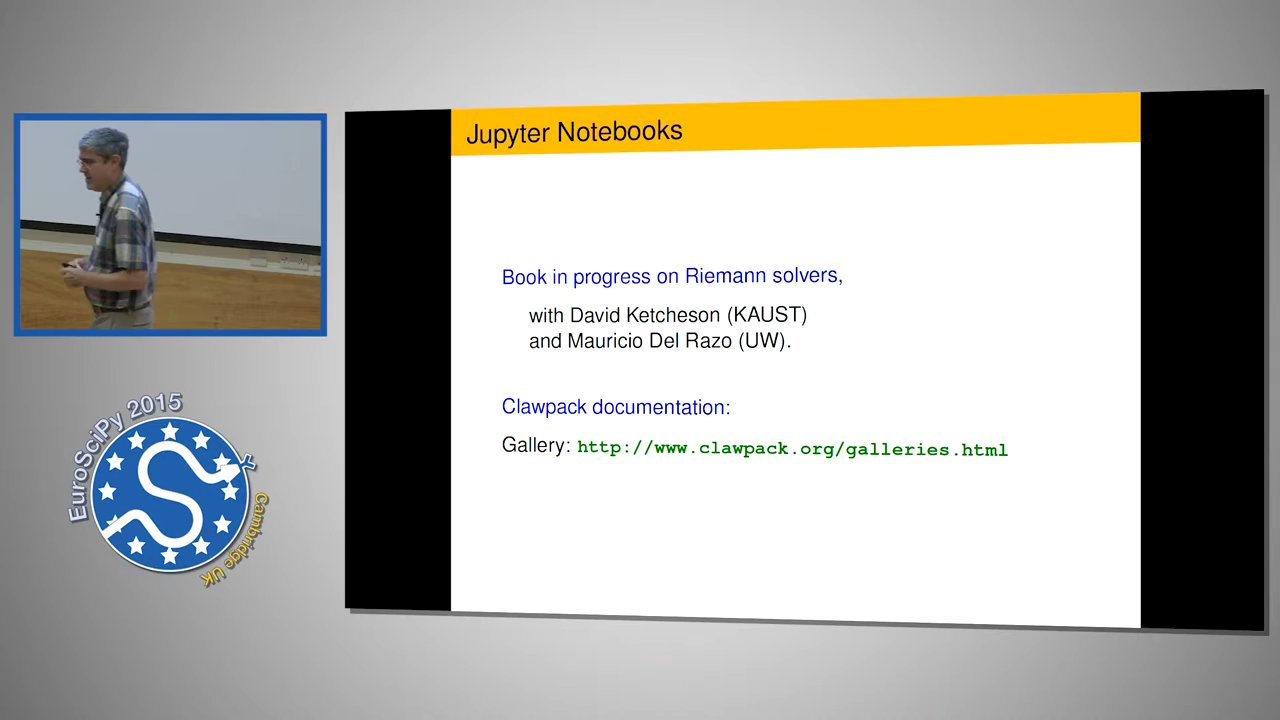 Jupyter Notebooks
Book in progress on Riemann solvers,
with David Ketcheson (KAUST)
and Mauricio Del Razo (UW).
Clawpack documentation:
Gallery: http://www.clawpack.org/galleries.html
EuroSciPy 2015
Cambridge UK